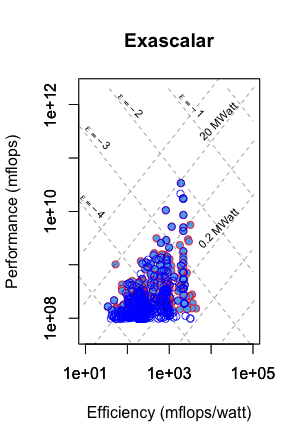 Exascalar
Performance (mflops)
1e+12
1e+10
1e+08
ε = −2
ε = −1
20 MWatt
ε = −3
ε = −4
0.2 MWatt
1e+01
1e+03
1e+05
Efficiency (mflops/watt)